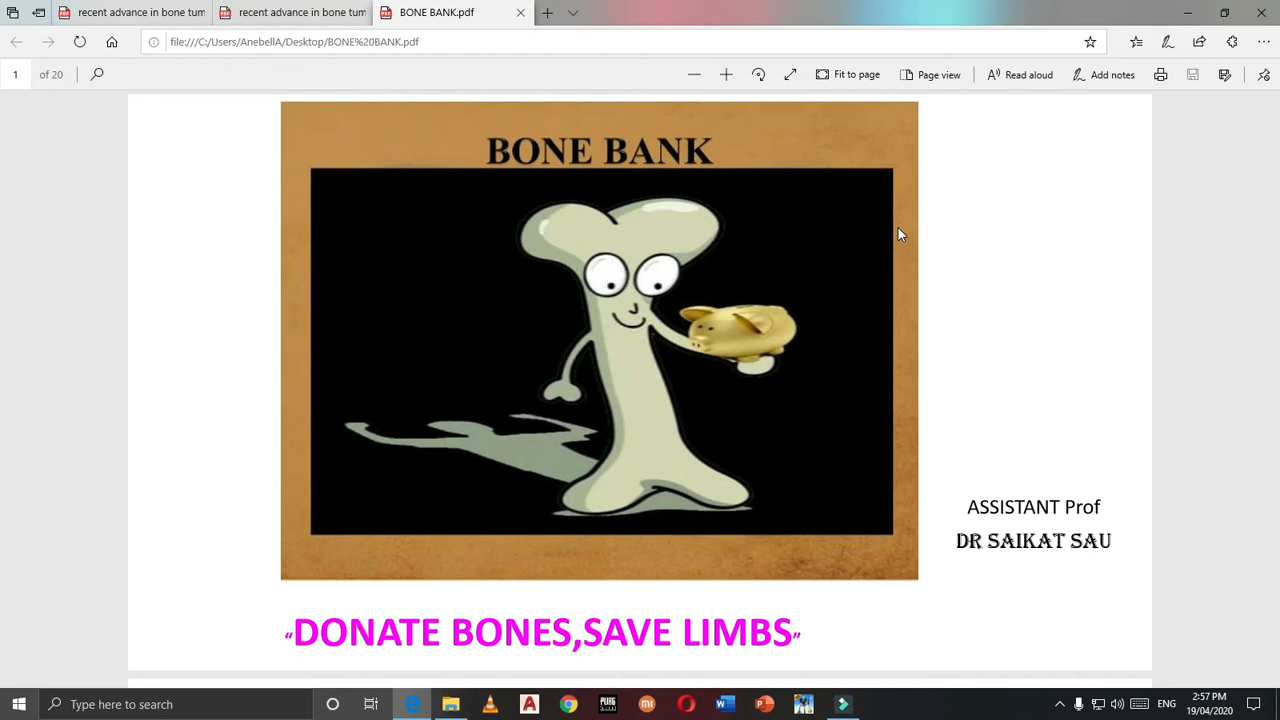 recent advance in bone tum
recent advance in bone tum
BONE BANK.pdf
file:///C:/Users/AnebellA/Desktop/BONE%20BANK.pdf
1 of 20
Fit to page
Page view
Read aloud
Add notes
BONE BANK
ASSISTANT Prof
DR SAIKAT SAU
“DONATE BONES,SAVE LIMBS”
Type here to search
ENG
2:57 PM
19/04/2020